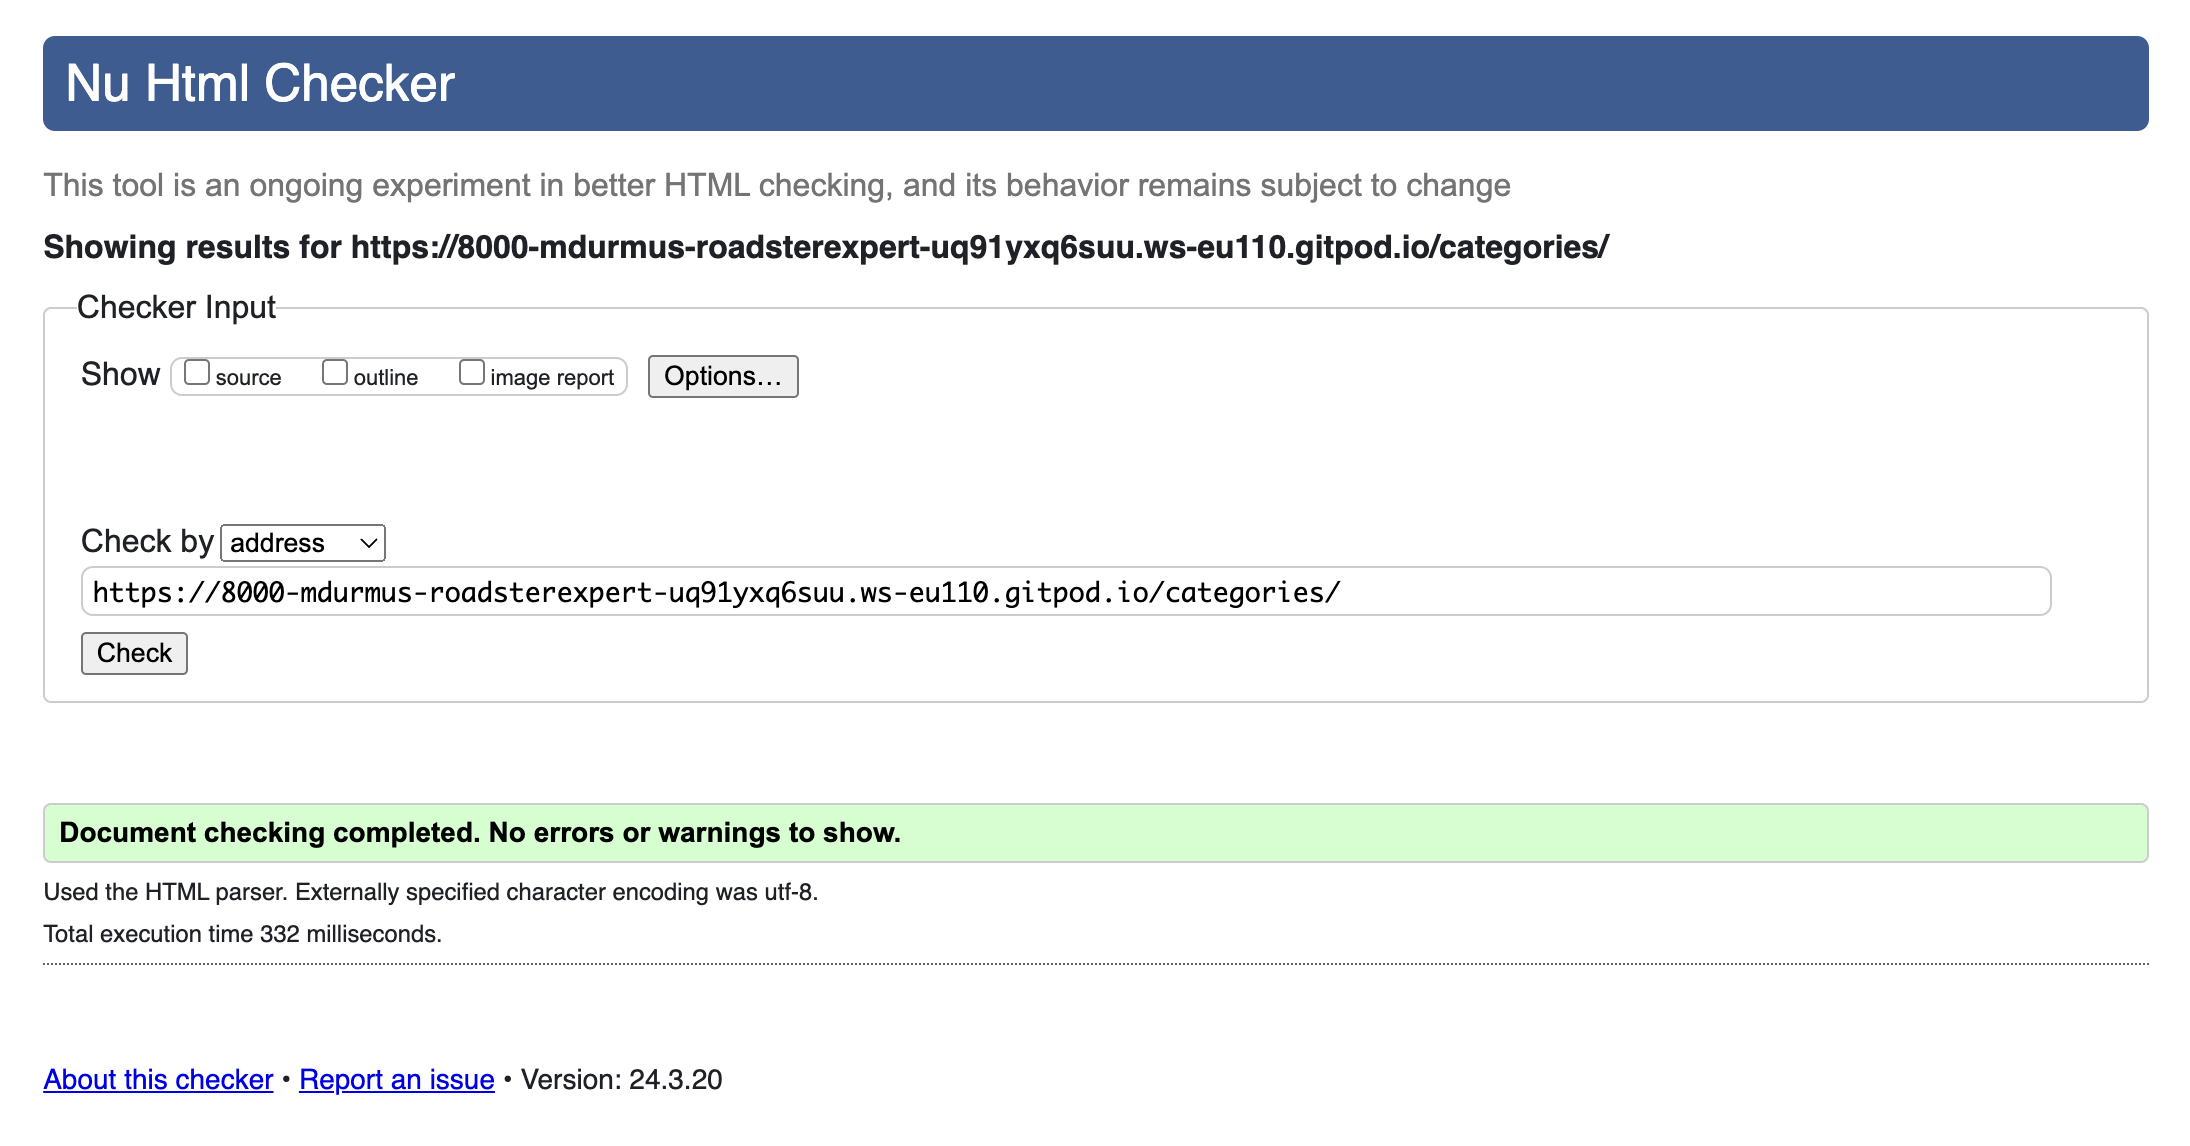 Nu Html Checker
This tool is an ongoing experiment in better HTML checking, and its behavior remains subject to change
Showing results for https://8000-mdurmus-roadsterexpert-uq91yxq6suu.ws-eu110.gitpod.io/categories/
Checker Input
Show source outline image report Options...
Check by address
https://8000-mdurmus-roadsterexpert-uq91yxq6suu.ws-eu110.gitpod.io/categories/
Check
Document checking completed. No errors or warnings to show.
Used the HTML parser. Externally specified character encoding was utf-8.
Total execution time 332 milliseconds.
About this checker • Report an issue • Version: 24.3.20